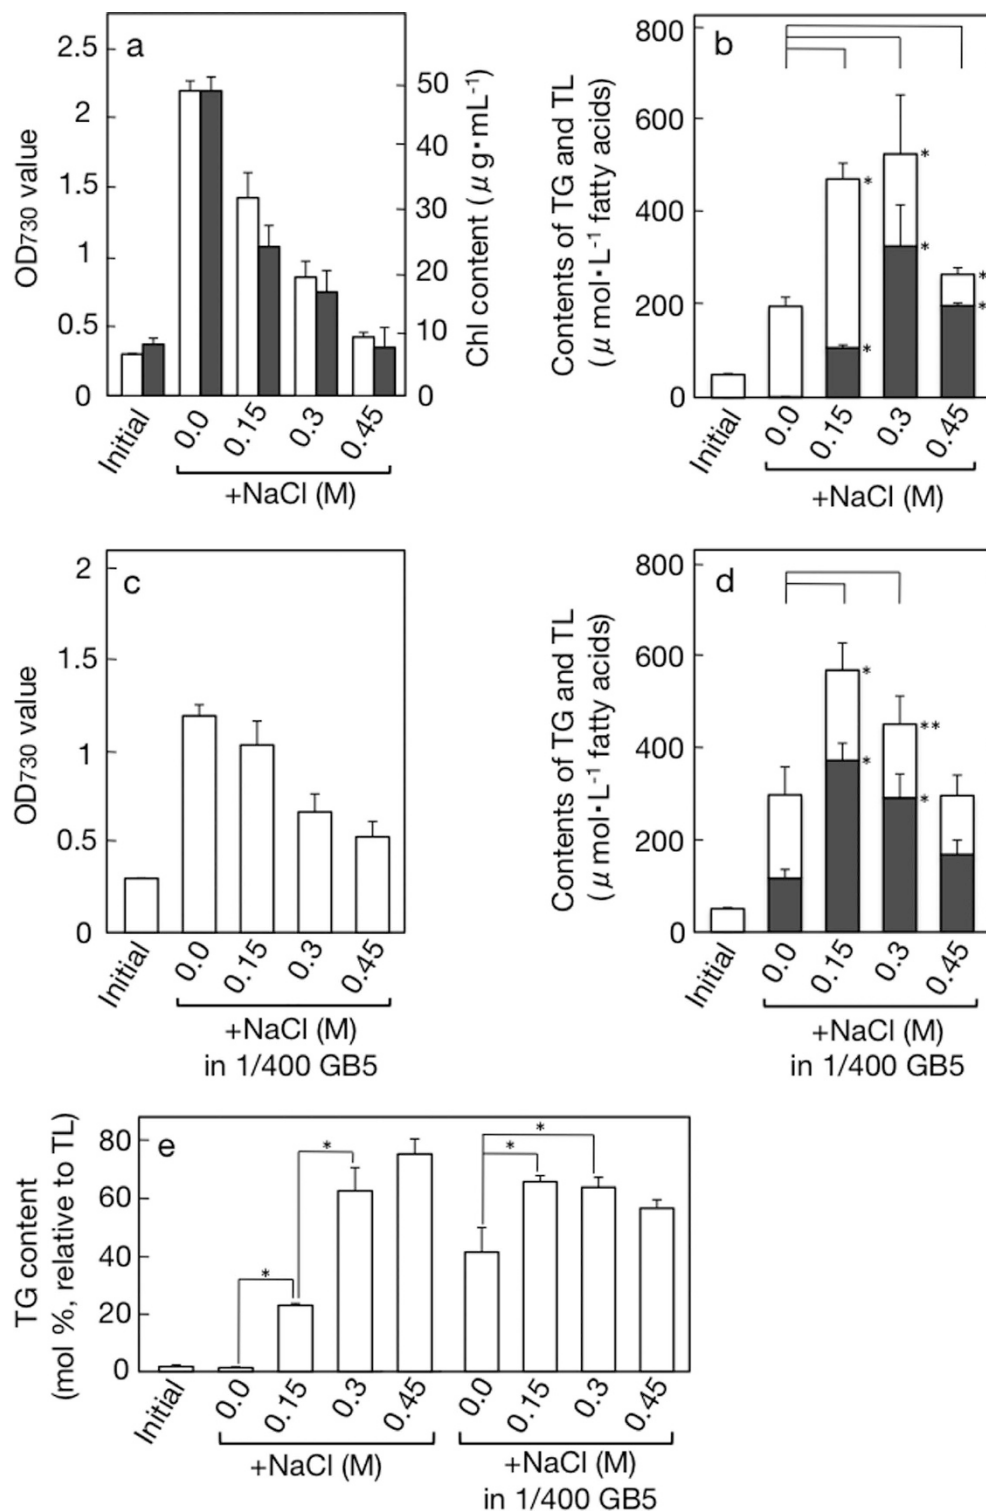 a
OD730 value
2.5
2
1.5
1
0.5
0
50
40
30
20
10
0
Chl content (μg·mL-1)
Initial
0.0
0.15
0.3
0.45
+NaCl (M)
b
Contents of TG and TL
(μmol·L-1 fatty acids)
800
600
400
200
0
*
*
*
*
*
*
Initial
0.0
0.15
0.3
0.45
+NaCl (M)
c
OD730 value
2
1.5
1
0.5
0
Initial
0.0
0.15
0.3
0.45
+NaCl (M)
in 1/400 GB5
d
Contents of TG and TL
(μmol·L-1 fatty acids)
800
600
400
200
0
*
**
*
*
Initial
0.0
0.15
0.3
0.45
+NaCl (M)
in 1/400 GB5
e
TG content
(mol %, relative to TL)
80
60
40
20
0
*
*
*
*
Initial
0.0
0.15
0.3
0.45
+NaCl (M)
0.0
0.15
0.3
0.45
+NaCl (M)
in 1/400 GB5